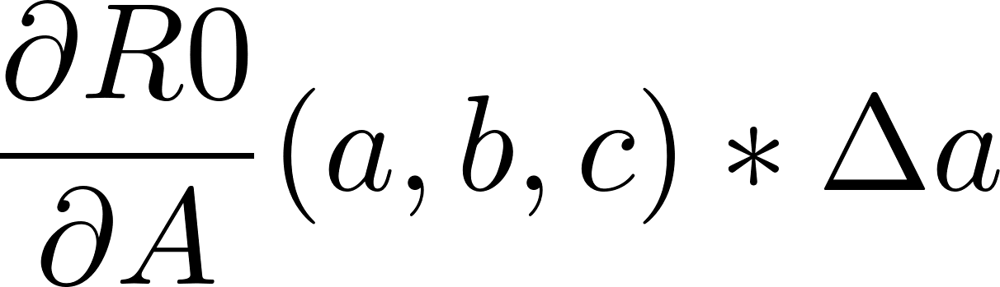 ∂R0
∂A
(a, b, c) * Δa